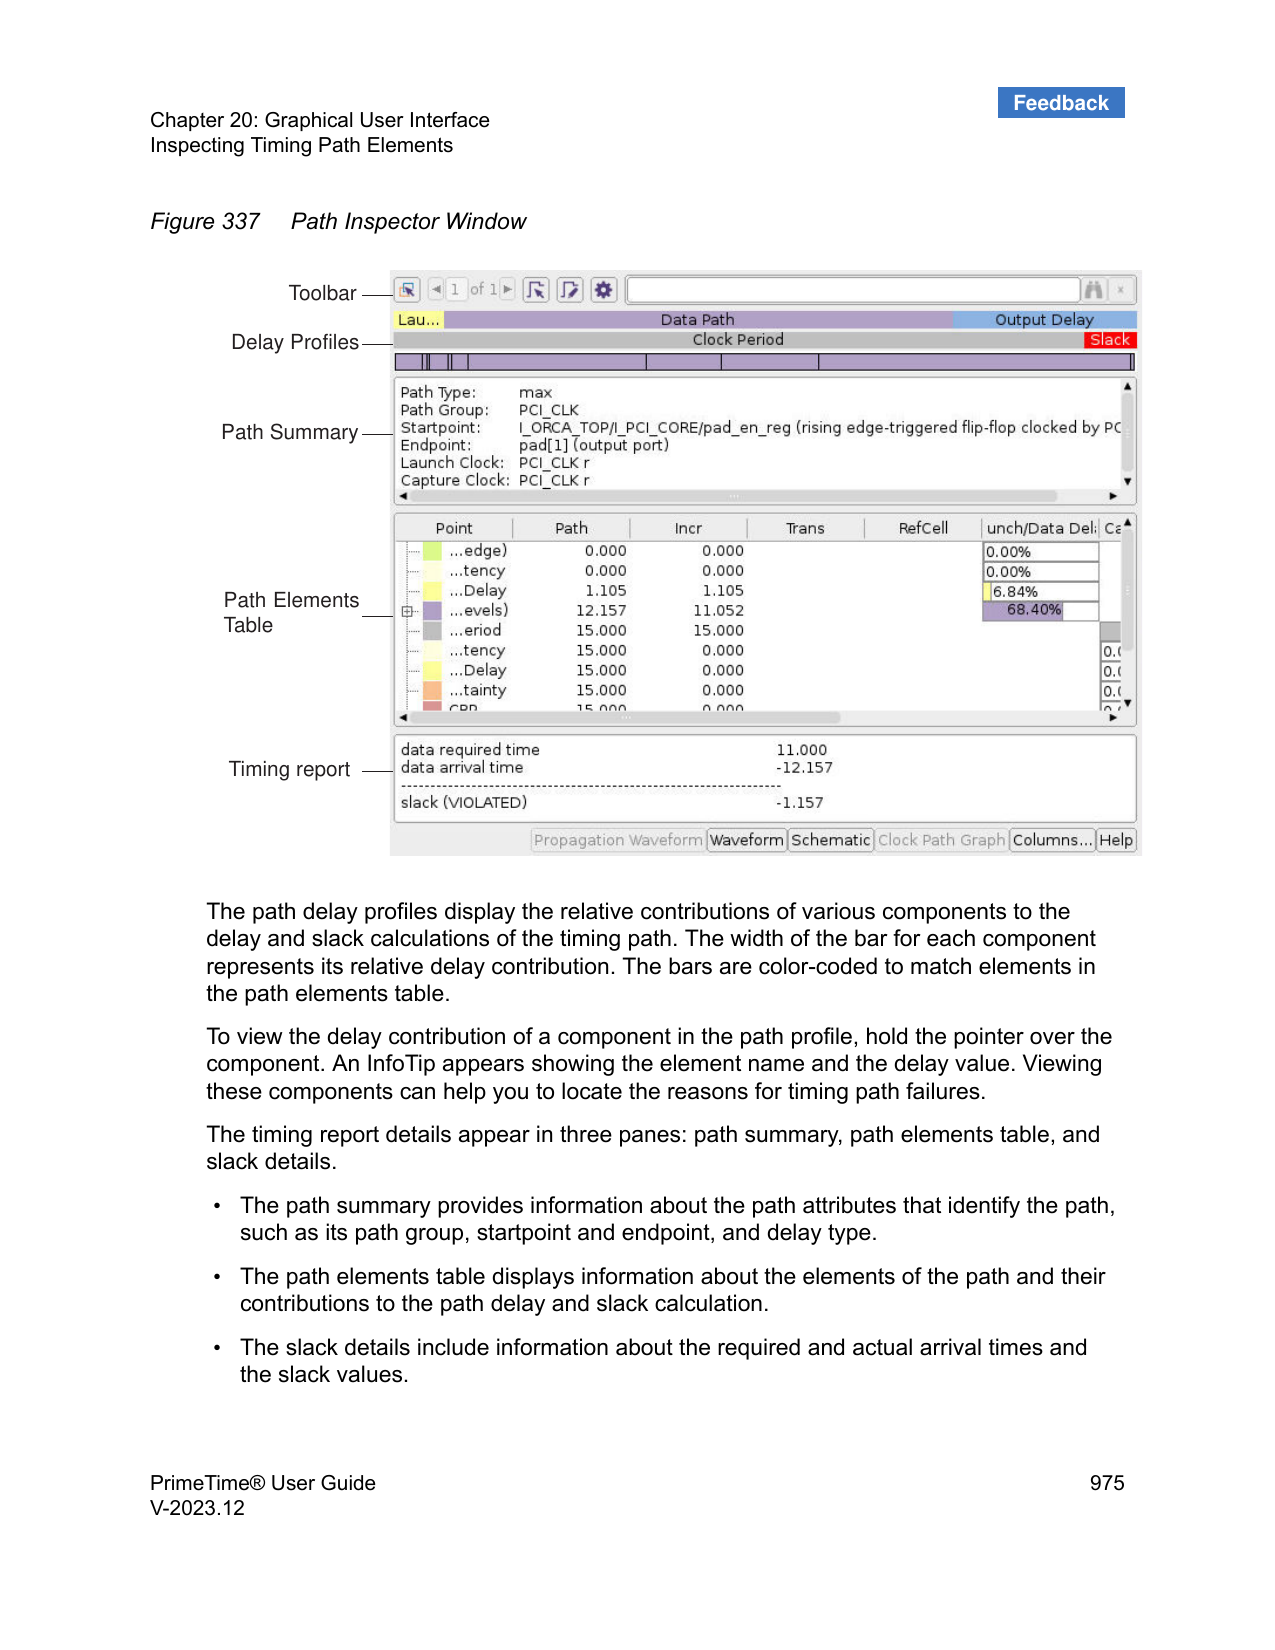 Feedback
Chapter 20: Graphical User Interface
Inspecting Timing Path Elements
Figure 337 Path Inspector Window
Toolbar
1 of 1
Lau... Data Path Output Delay
Delay Profiles
Clock Period Slack
Path Type: max
Path Group: PCI_CLK
Path Summary
Startpoint: I_ORCA_TOP/I_PCI_CORE/pad_en_reg (rising edge-triggered flip-flop clocked by PC
Endpoint: pad[1] (output port)
Launch Clock: PCI_CLK r
Capture Clock: PCI_CLK r
Point Path Incr Trans RefCell unch/Data Del Ca
...edge) 0.000 0.000 0.00%
...tency 0.000 0.000 0.00%
...Delay 1.105 1.105 6.84%
Path Elements
Table
...evels) 12.157 11.052 68.40%
...eriod 15.000 15.000
...tency 15.000 0.000 0.0
...Delay 15.000 0.000 0.0
...tainty 15.000 0.000 0.0
CRP 15.000 0.000
data required time 11.000
Timing report
data arrival time -12.157
------------------------------------------------------------------
slack (VIOLATED) -1.157
Propagation Waveform Waveform Schematic Clock Path Graph Columns... Help
The path delay profiles display the relative contributions of various components to the
delay and slack calculations of the timing path. The width of the bar for each component
represents its relative delay contribution. The bars are color-coded to match elements in
the path elements table.
To view the delay contribution of a component in the path profile, hold the pointer over the
component. An InfoTip appears showing the element name and the delay value. Viewing
these components can help you to locate the reasons for timing path failures.
The timing report details appear in three panes: path summary, path elements table, and
slack details.
• The path summary provides information about the path attributes that identify the path,
such as its path group, startpoint and endpoint, and delay type.
• The path elements table displays information about the elements of the path and their
contributions to the path delay and slack calculation.
• The slack details include information about the required and actual arrival times and
the slack values.
PrimeTime® User Guide 975
V-2023.12